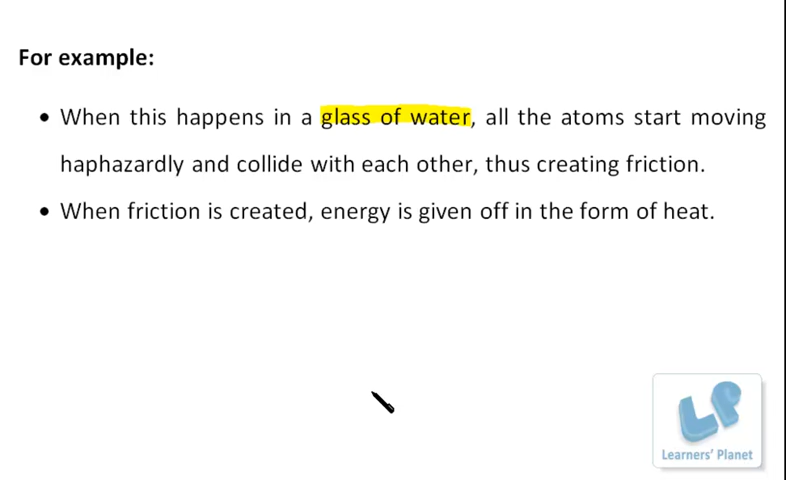 For example:
• When this happens in a glass of water, all the atoms start moving
haphazardly and collide with each other, thus creating friction.
• When friction is created, energy is given off in the form of heat.
LP
Learners' Planet